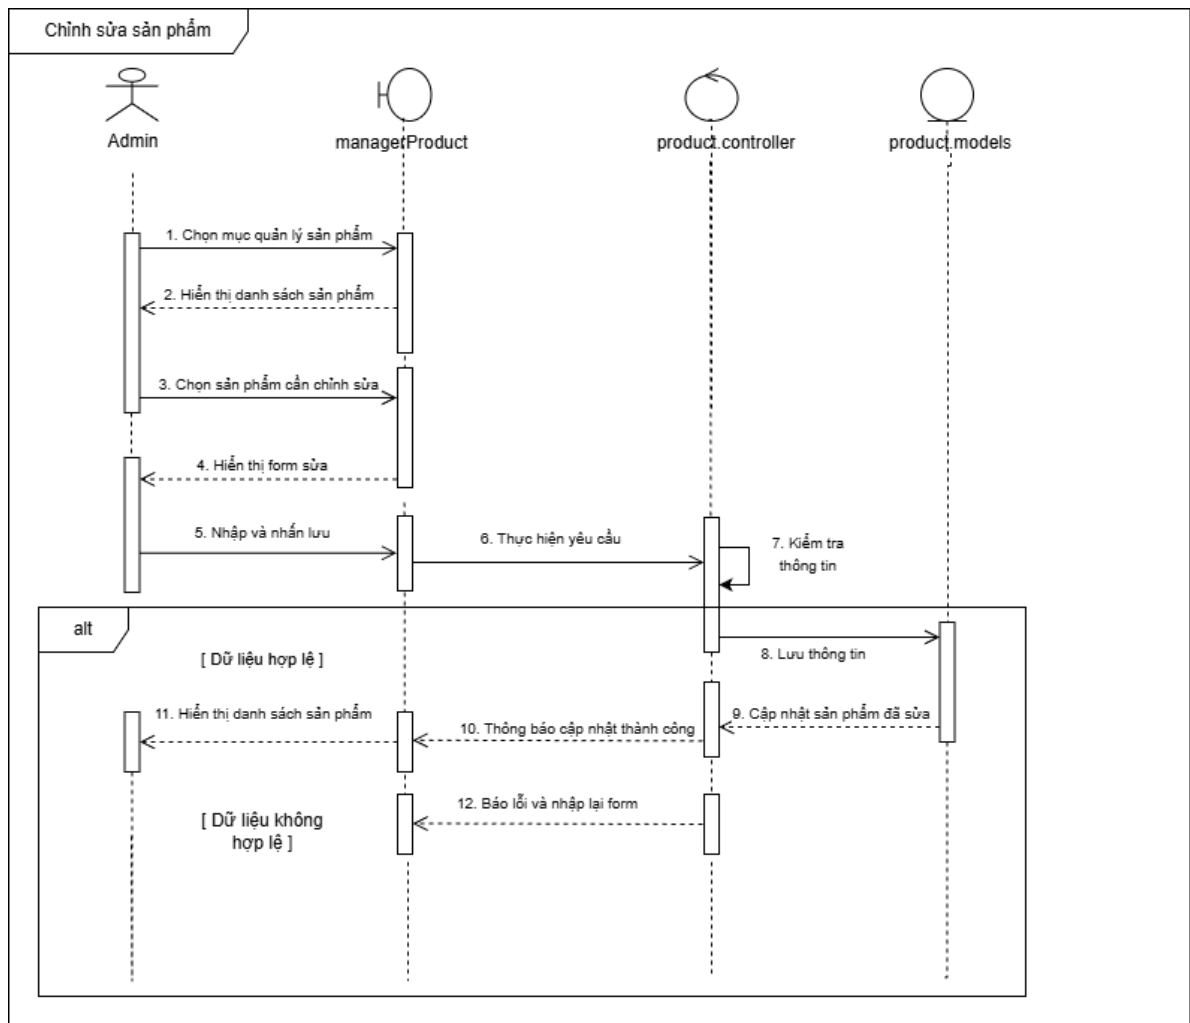 Chỉnh sửa sản phẩm
Admin
managerProduct
product.controller
product.models
1. Chọn mục quản lý sản phẩm
2. Hiển thị danh sách sản phẩm
3. Chọn sản phẩm cần chỉnh sửa
4. Hiển thị form sửa
5. Nhập và nhấn lưu
6. Thực hiện yêu cầu
7. Kiểm tra
thông tin
alt
[ Dữ liệu hợp lệ ]
8. Lưu thông tin
9. Cập nhật sản phẩm đã sửa
10. Thông báo cập nhật thành công
11. Hiển thị danh sách sản phẩm
12. Báo lỗi và nhập lại form
[ Dữ liệu không
hợp lệ ]